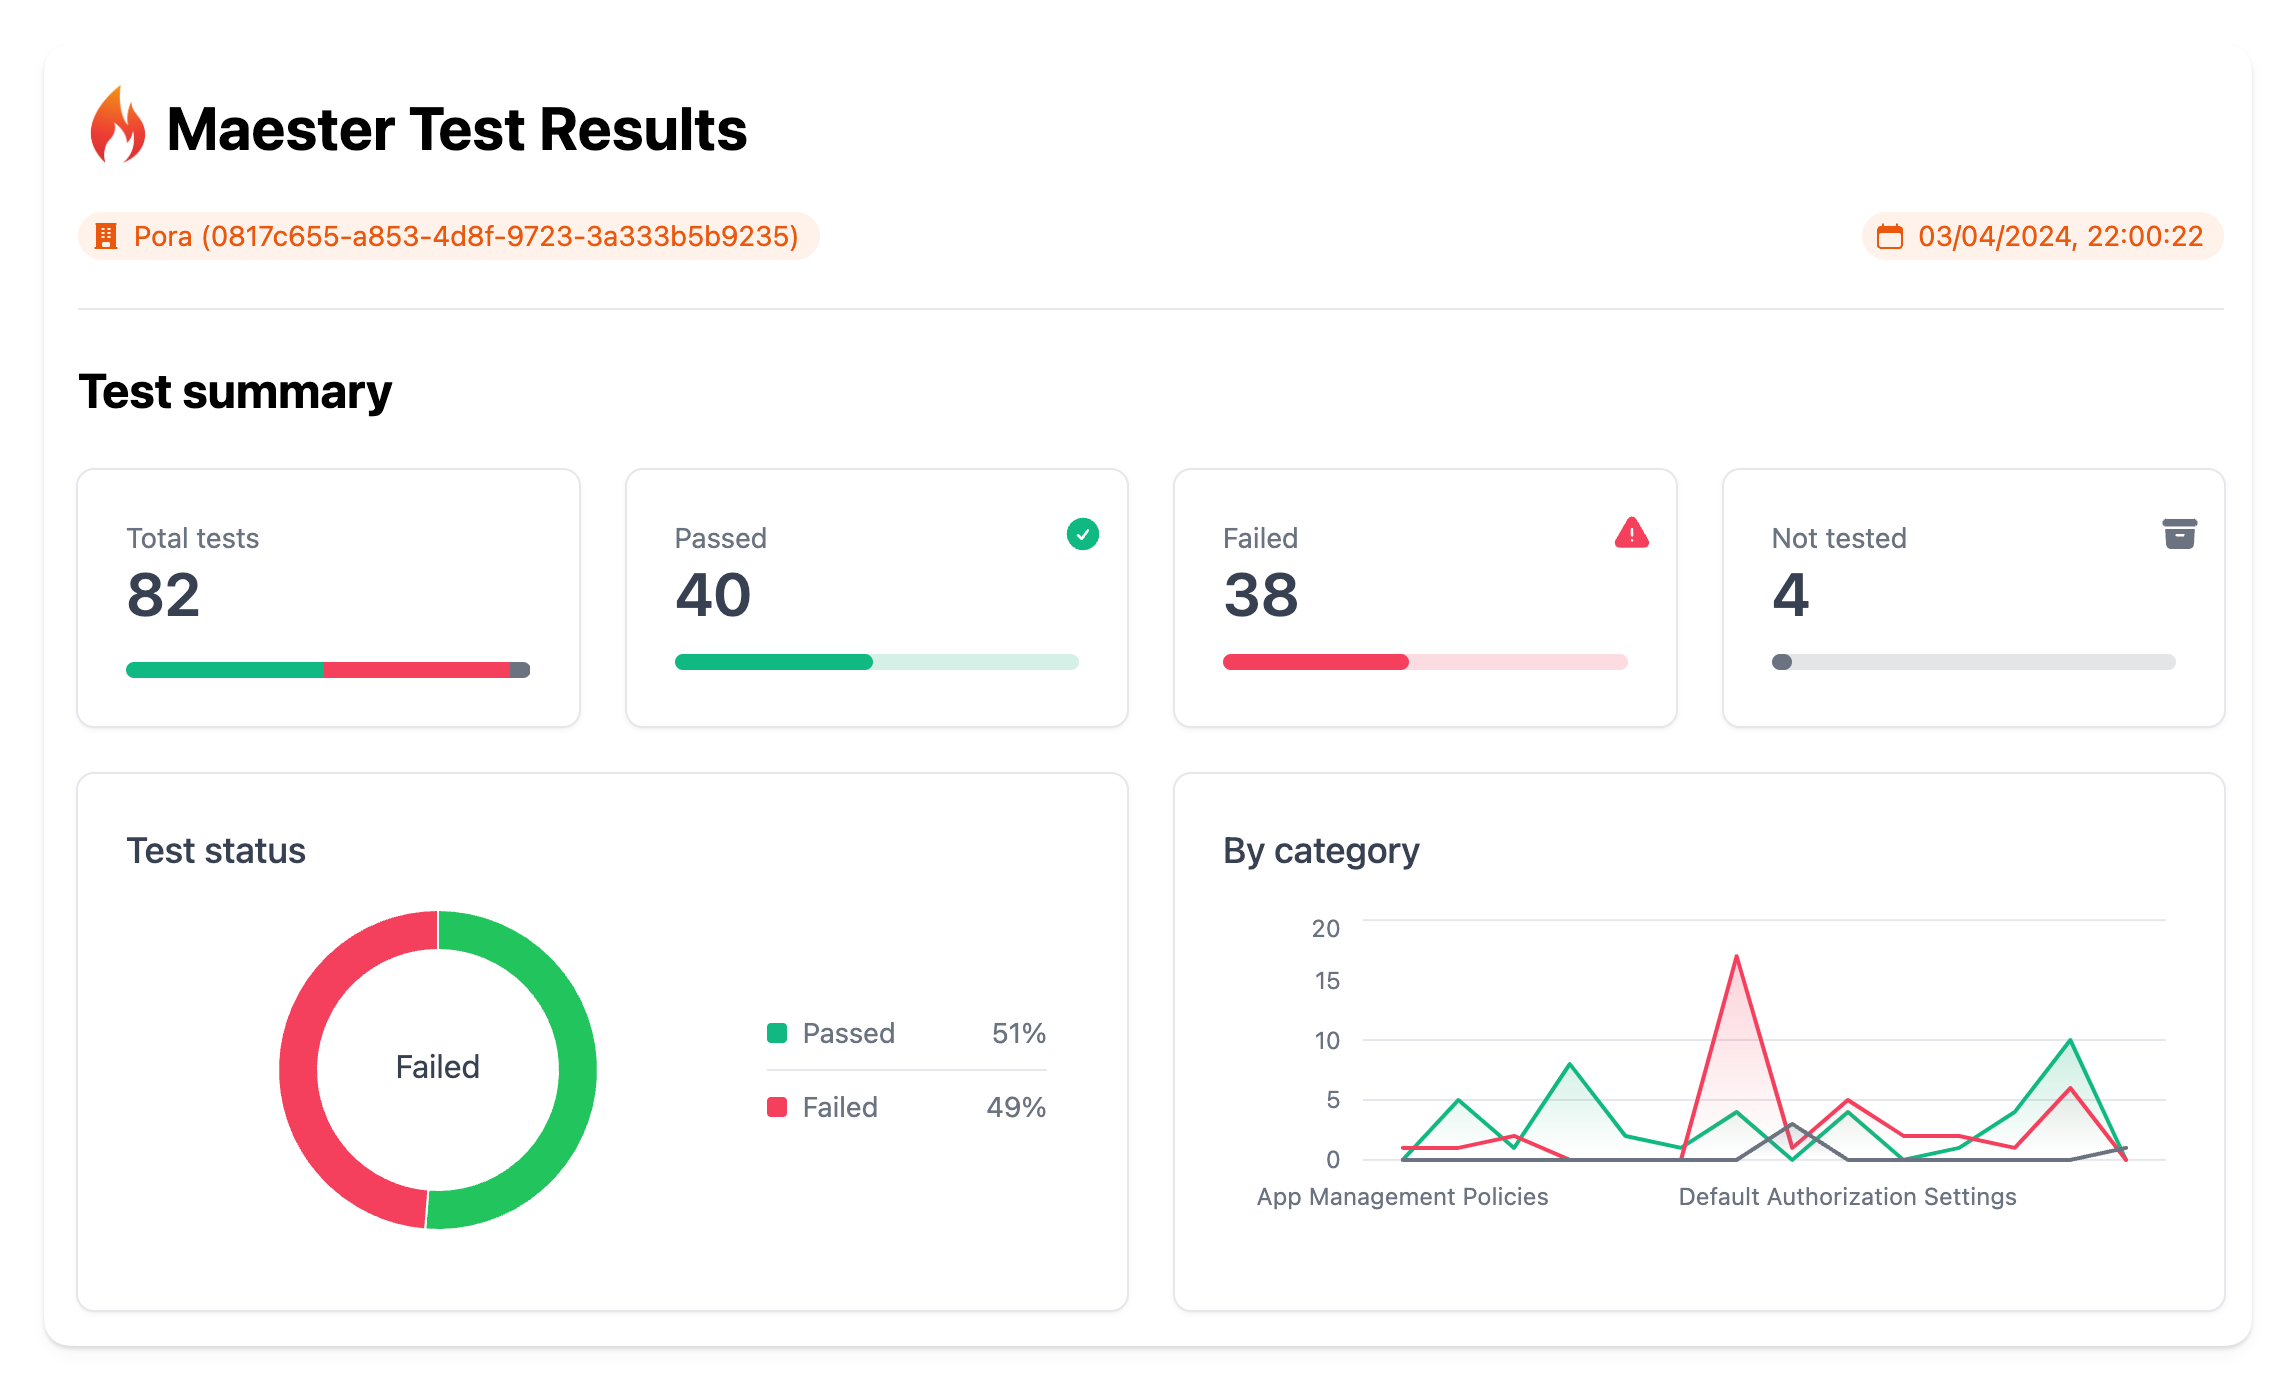 Maester Test Results
Pora (0817c655-a853-4d8f-9723-3a333b5b9235)
03/04/2024, 22:00:22
Test summary
Total tests
82
Passed
40
Failed
38
Not tested
4
Test status
Failed
Passed 51%
Failed 49%
By category
20
15
10
5
0
App Management Policies
Default Authorization Settings